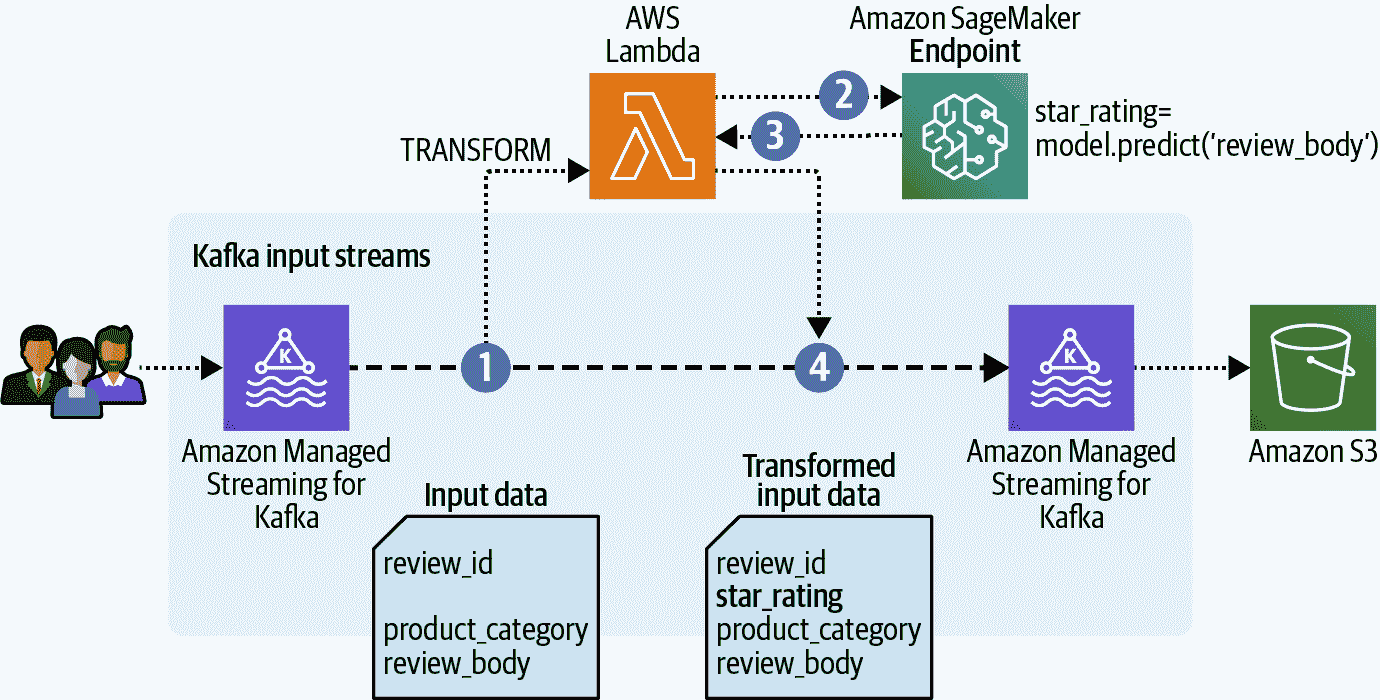 AWS
Lambda
Amazon SageMaker
Endpoint
2
3
star_rating=
model.predict('review_body')
TRANSFORM
Kafka input streams
K
1
4
K
Amazon Managed
Streaming for
Kafka
Amazon Managed
Streaming for
Kafka
Amazon S3
Input data
review_id
product_category
review_body
Transformed
input data
review_id
star_rating
product_category
review_body